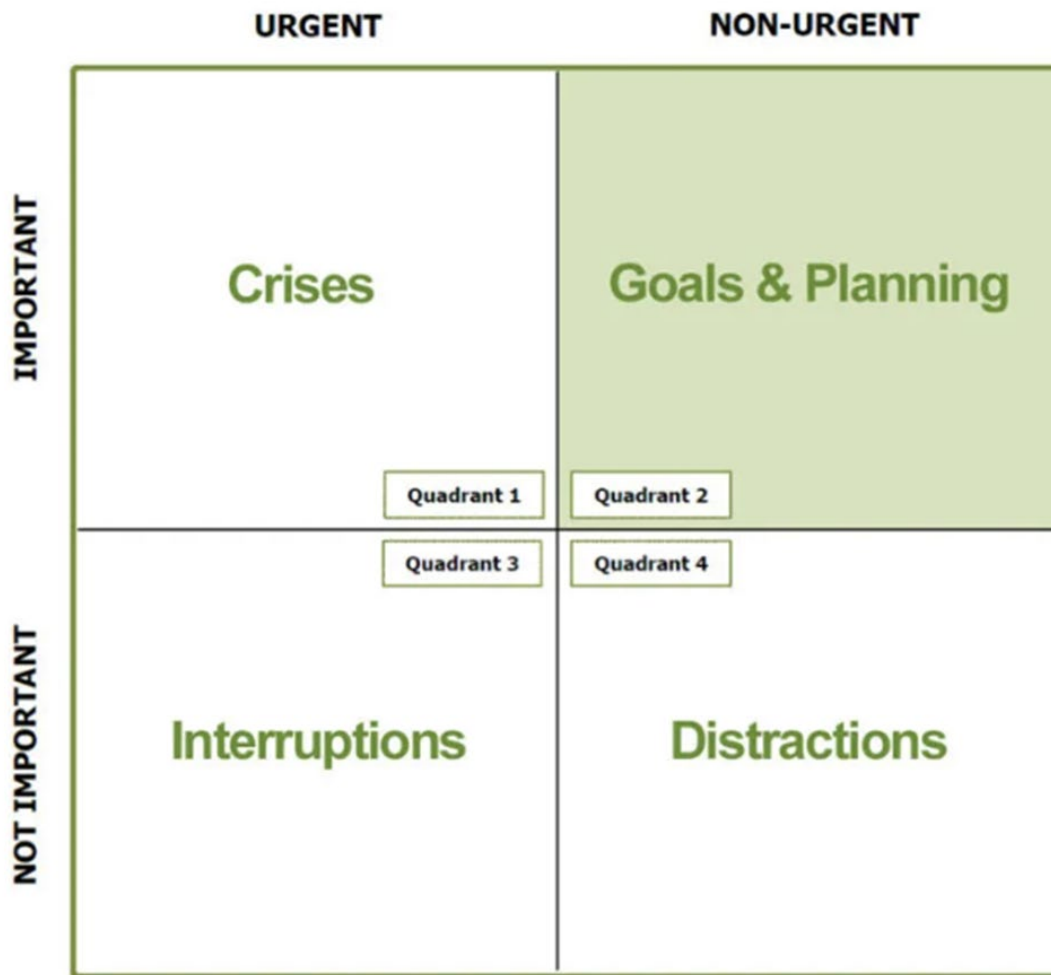 URGENT
NON-URGENT
IMPORTANT
Crises
Goals & Planning
Quadrant 1
Quadrant 2
Quadrant 3
Quadrant 4
NOT IMPORTANT
Interruptions
Distractions